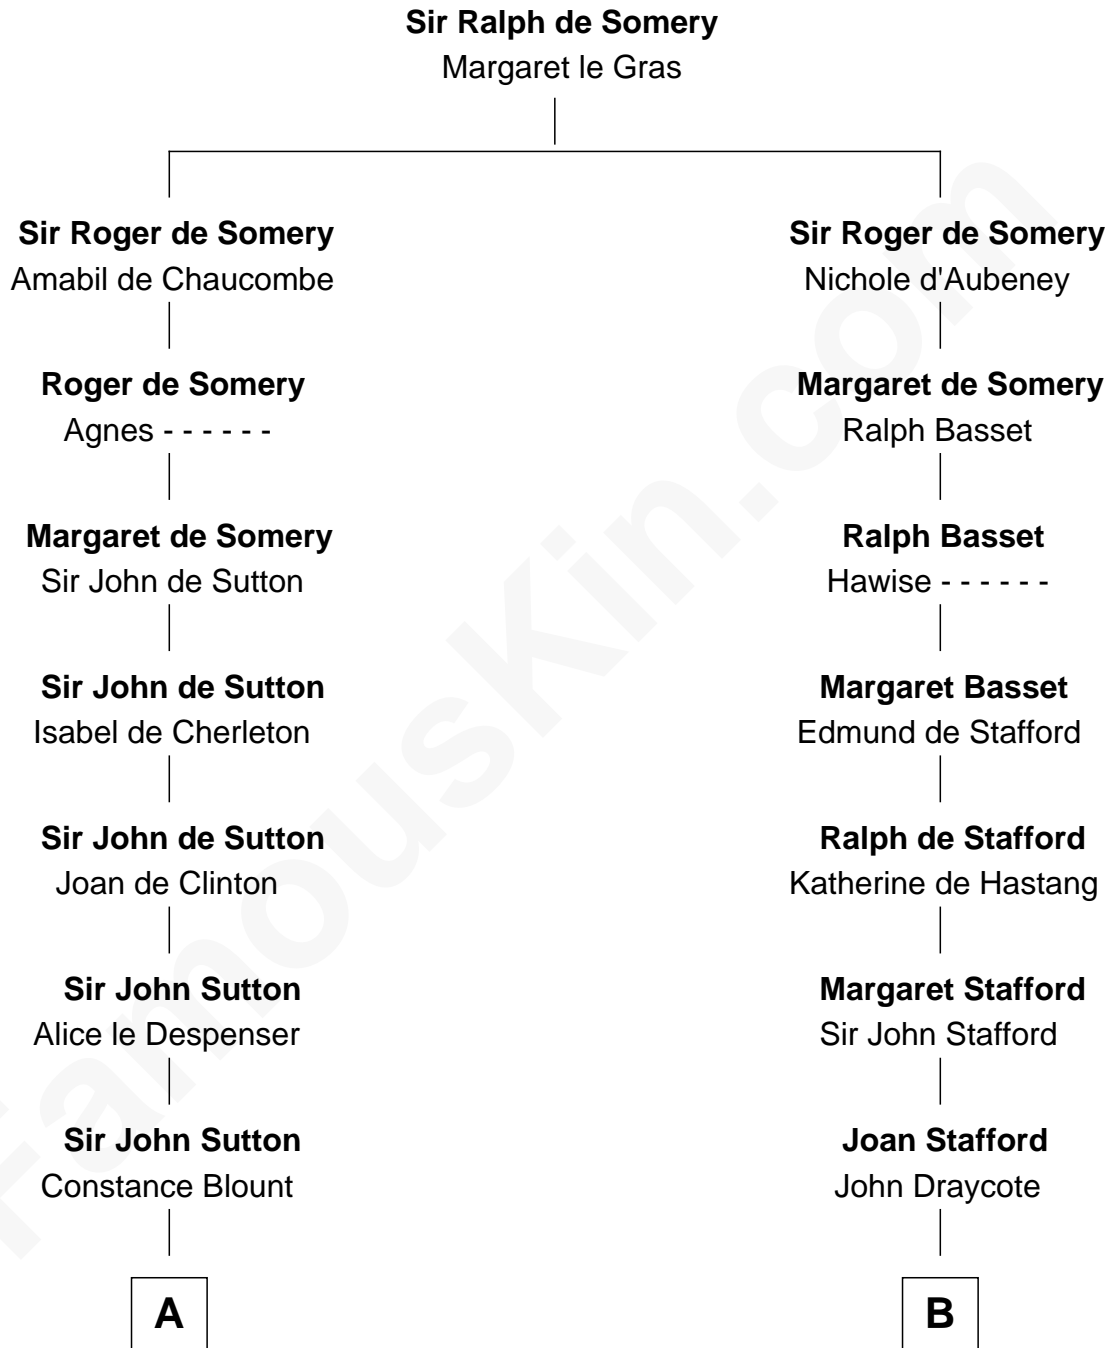 Sir Ralph de Somery
Margaret le Gras
Sir Roger de Somery
Amabil de Chaucombe
Roger de Somery
Agnes - - - - - -
Margaret de Somery
Sir John de Sutton
Sir John de Sutton
Isabel de Cherleton
Sir John de Sutton
Joan de Clinton
Sir John Sutton
Alice le Despenser
Sir John Sutton
Constance Blount
A
Sir Roger de Somery
Nichole d'Aubeney
Margaret de Somery
Ralph Basset
Ralph Basset
Hawise - - - - - -
Margaret Basset
Edmund de Stafford
Ralph de Stafford
Katherine de Hastang
Margaret Stafford
Sir John Stafford
Joan Stafford
John Draycote
B
FamousKin.com